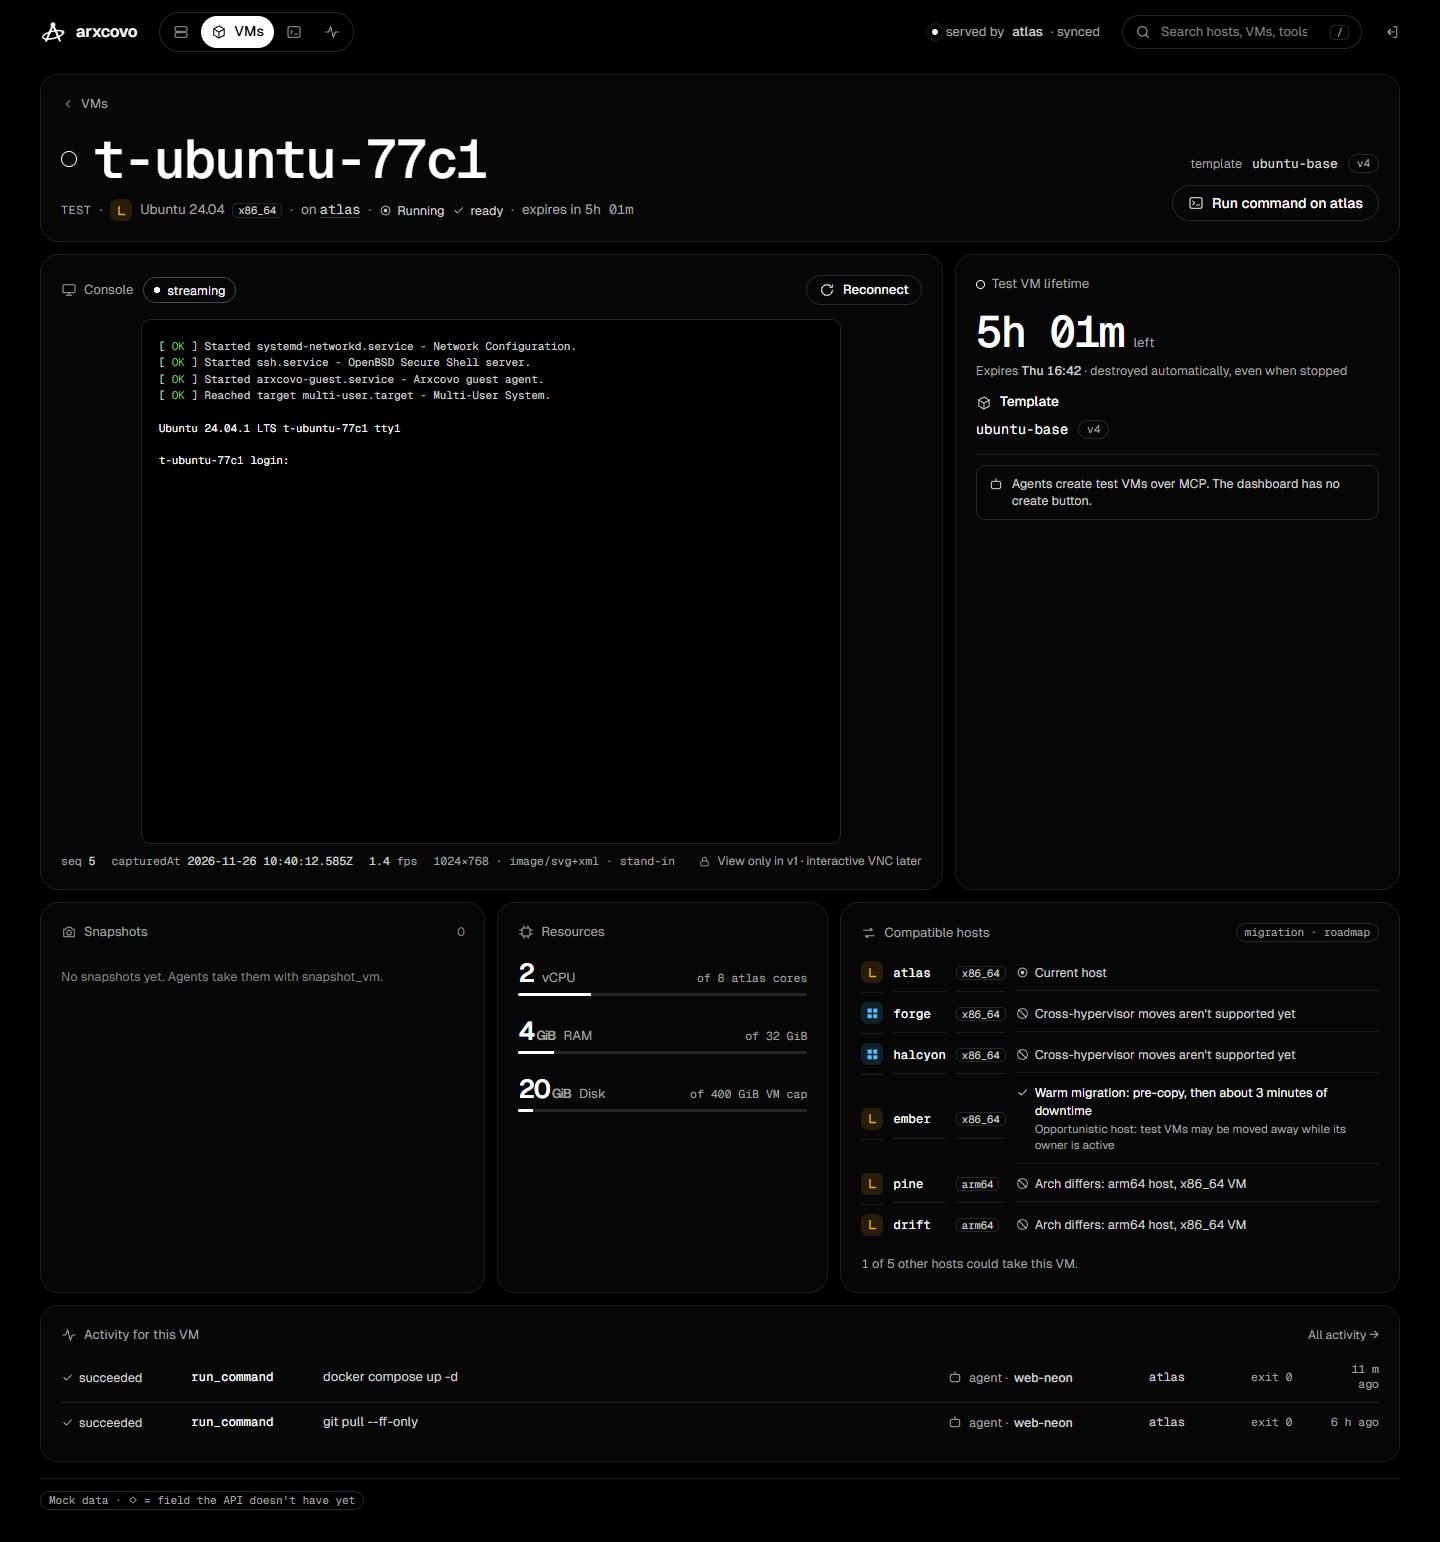 arxcovo
VMs
served by atlas · synced
Search hosts, VMs, tools
/
VMs
t-ubuntu-77c1
template ubuntu-base v4
TEST · L Ubuntu 24.04 x86_64 · on atlas · Running ready · expires in 5h 01m
Run command on atlas
Console streaming
Reconnect
[ OK ] Started systemd-networkd.service - Network Configuration.
[ OK ] Started ssh.service - OpenBSD Secure Shell server.
[ OK ] Started arxcovo-guest.service - Arxcovo guest agent.
[ OK ] Reached target multi-user.target - Multi-User System.
Ubuntu 24.04.1 LTS t-ubuntu-77c1 tty1
t-ubuntu-77c1 login:
seq 5 capturedAt 2026-11-26 10:40:12.585Z 1.4 fps 1024×768 · image/svg+xml · stand-in View only in v1 · interactive VNC later
Test VM lifetime
5h 01m left
Expires Thu 16:42 · destroyed automatically, even when stopped
Template
ubuntu-base v4
Agents create test VMs over MCP. The dashboard has no
create button.
Snapshots 0
No snapshots yet. Agents take them with snapshot_vm.
Resources
2 vCPU of 8 atlas cores
4 GiB RAM of 32 GiB
20 GiB Disk of 400 GiB VM cap
Compatible hosts migration · roadmap
L atlas x86_64 Current host
forge x86_64 Cross-hypervisor moves aren't supported yet
halcyon x86_64 Cross-hypervisor moves aren't supported yet
L ember x86_64 Warm migration: pre-copy, then about 3 minutes of
downtime
Opportunistic host: test VMs may be moved away while its
owner is active
L pine arm64 Arch differs: arm64 host, x86_64 VM
L drift arm64 Arch differs: arm64 host, x86_64 VM
1 of 5 other hosts could take this VM.
Activity for this VM
All activity →
succeeded run_command docker compose up -d agent · web-neon atlas exit 0 11 m
ago
succeeded run_command git pull --ff-only agent · web-neon atlas exit 0 6 h ago
Mock data · ◇ = field the API doesn't have yet